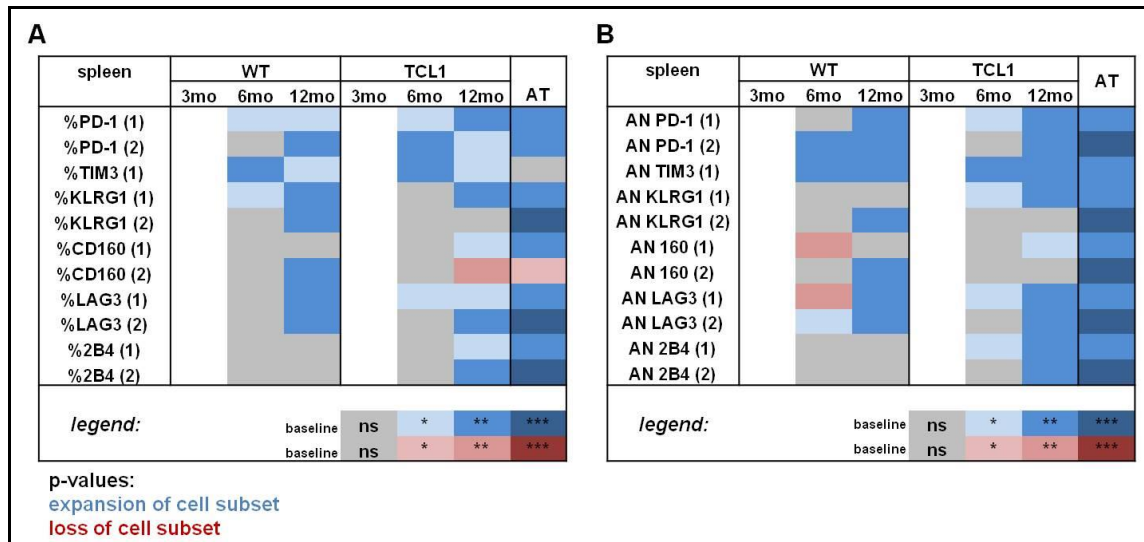 A
spleen WT TCL1 AT
3mo 6mo 12mo 3mo 6mo 12mo
%PD-1 (1)
%PD-1 (2)
%TIM3 (1)
%KLRG1 (1)
%KLRG1 (2)
%CD160 (1)
%CD160 (2)
%LAG3 (1)
%LAG3 (2)
%2B4 (1)
%2B4 (2)
legend: baseline ns * ** ***
baseline ns * ** ***
p-values:
expansion of cell subset
loss of cell subset
B
spleen WT TCL1 AT
3mo 6mo 12mo 3mo 6mo 12mo
AN PD-1 (1)
AN PD-1 (2)
AN TIM3 (1)
AN KLRG1 (1)
AN KLRG1 (2)
AN 160 (1)
AN 160 (2)
AN LAG3 (1)
AN LAG3 (2)
AN 2B4 (1)
AN 2B4 (2)
legend: baseline ns * ** ***
baseline ns * ** ***